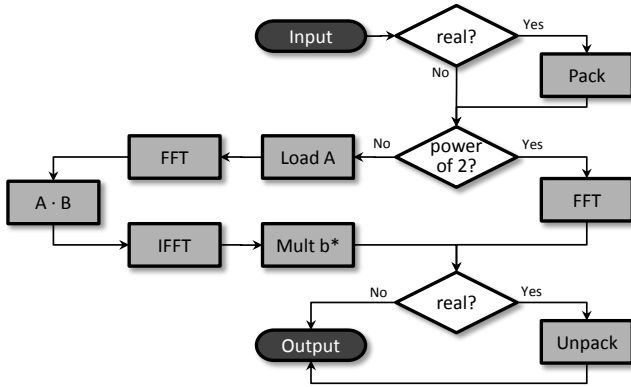 Input
real?
Yes
No
Pack
power
of 2?
No
Yes
Load A
FFT
FFT
A · B
IFFT
Mult b*
real?
No
Yes
Output
Unpack